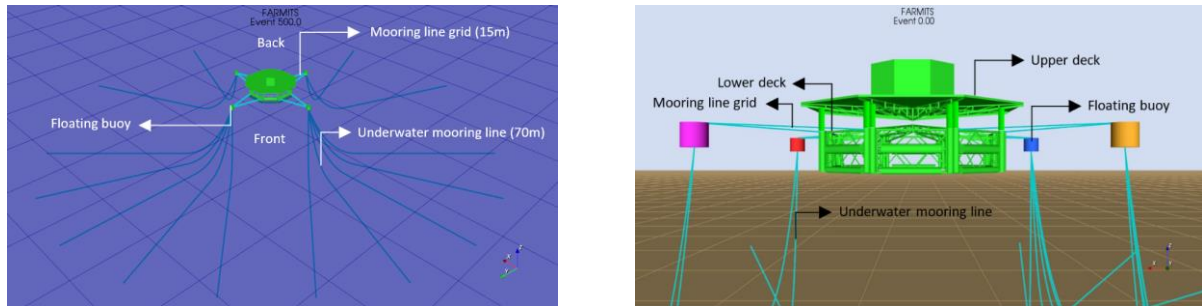 FARMITS
Event 500.0
Back
Mooring line grid (15m)
Floating buoy
Front
Underwater mooring line (70m)
FARMITS
Event 0.00
Upper deck
Lower deck
Mooring line grid
Floating buoy
Underwater mooring line